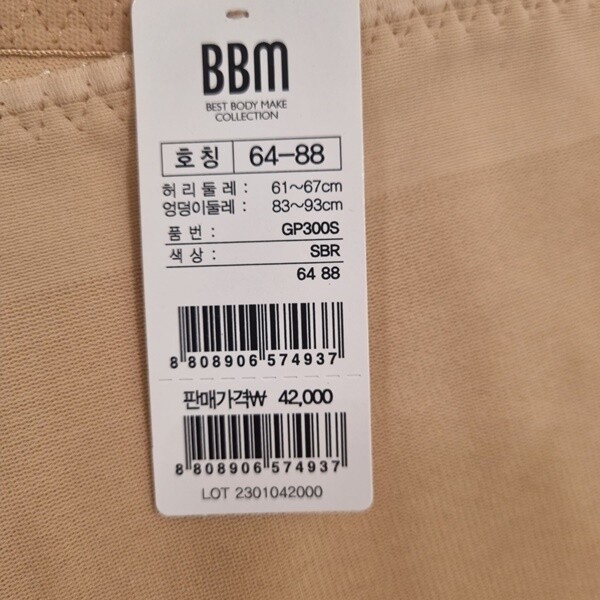 BBM
BEST BODY MAKE
COLLECTION
호칭 64-88
허리둘레 : 61~67cm
엉덩이둘레 : 83~93cm
품번 : GP300S
색상 : SBR
64 88
8 808906 574937
판매가격₩ 42,000
8 808906 574937
LOT 2301042000